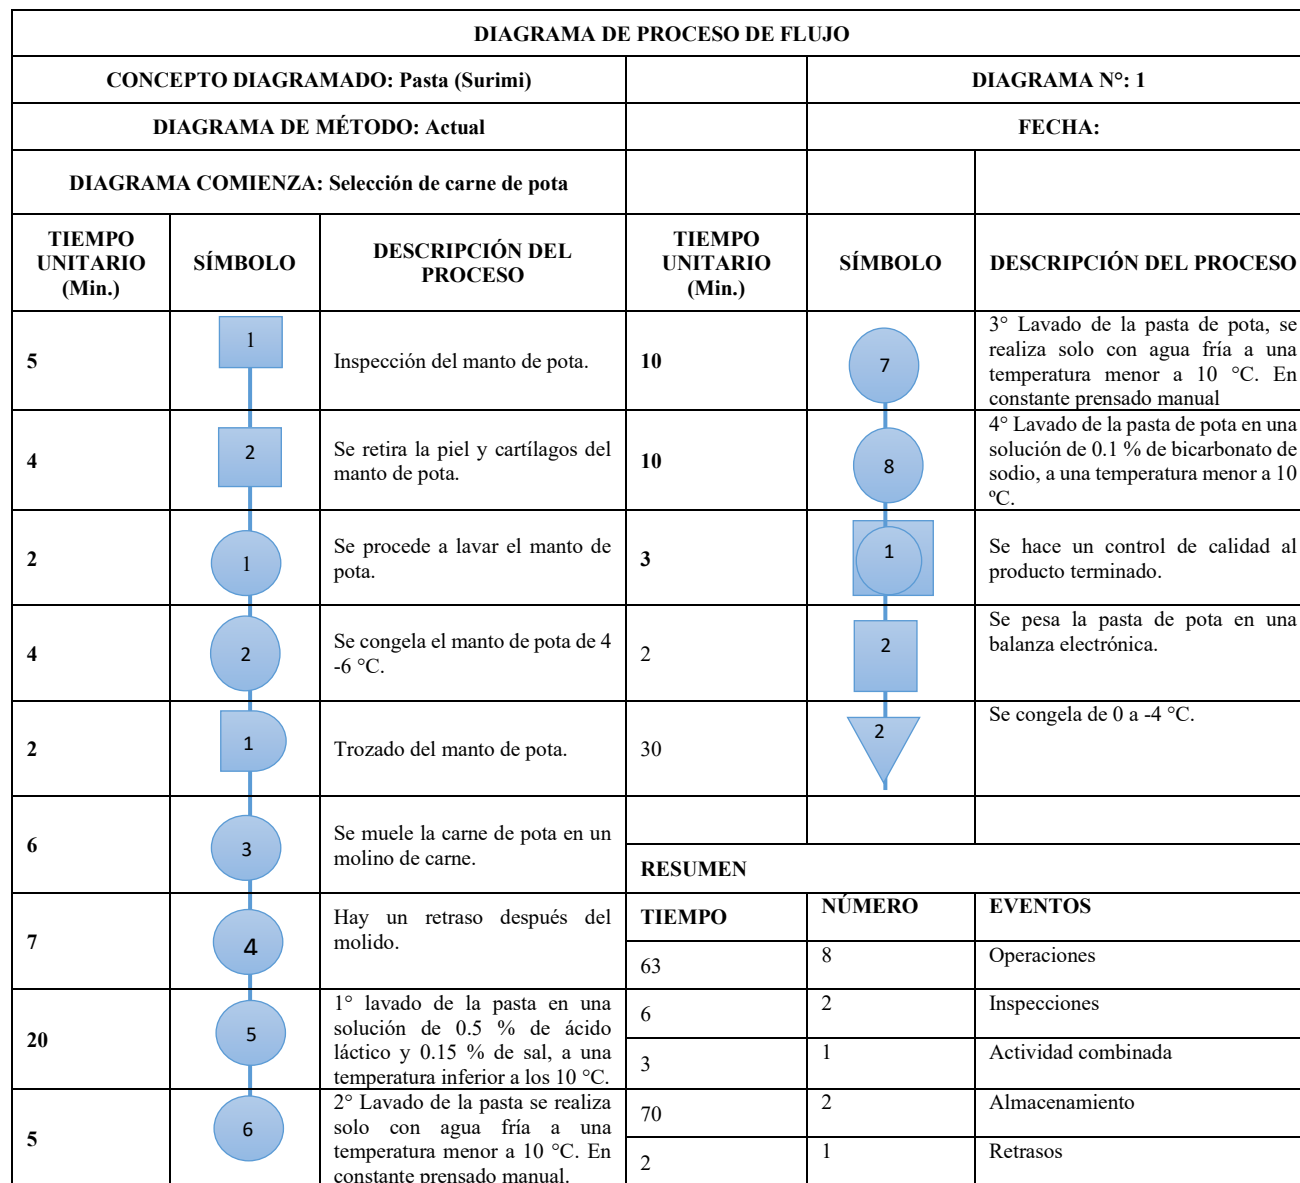 DIAGRAMA DE PROCESO DE FLUJO
CONCEPTO DIAGRAMADO: Pasta (Surimi)
DIAGRAMA N°: 1
DIAGRAMA DE MÉTODO: Actual
FECHA:
DIAGRAMA COMIENZA: Selección de carne de pota
TIEMPO
UNITARIO
(Min.)
SÍMBOLO
DESCRIPCIÓN DEL
PROCESO
TIEMPO
UNITARIO
(Min.)
SÍMBOLO
DESCRIPCIÓN DEL PROCESO
5
1
Inspección del manto de pota.
10
7
3° Lavado de la pasta de pota, se
realiza solo con agua fría a una
temperatura menor a 10 °C. En
constante prensado manual
4
2
Se retira la piel y cartílagos del
manto de pota.
10
8
4° Lavado de la pasta de pota en una
solución de 0.1 % de bicarbonato de
sodio, a una temperatura menor a 10
ºC.
2
1
Se procede a lavar el manto de
pota.
3
1
Se hace un control de calidad al
producto terminado.
4
2
Se congela el manto de pota de 4
-6 °C.
2
2
Se pesa la pasta de pota en una
balanza electrónica.
2
1
Trozado del manto de pota.
30
2
Se congela de 0 a -4 °C.
6
3
Se muele la carne de pota en un
molino de carne.
RESUMEN
7
4
Hay un retraso después del
molido.
TIEMPO
NÚMERO
EVENTOS
63
8
Operaciones
20
5
1° lavado de la pasta en una
solución de 0.5 % de ácido
láctico y 0.15 % de sal, a una
temperatura inferior a los 10 °C.
6
2
Inspecciones
3
1
Actividad combinada
5
6
2° Lavado de la pasta se realiza
solo con agua fría a una
temperatura menor a 10 °C. En
constante prensado manual.
70
2
Almacenamiento
2
1
Retrasos